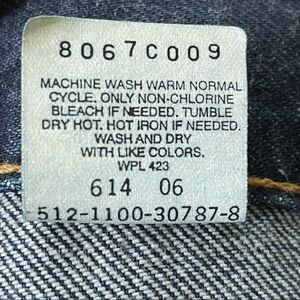 8067C009
MACHINE WASH WARM NORMAL
CYCLE. ONLY NON-CHLORINE
BLEACH IF NEEDED. TUMBLE
DRY HOT. HOT IRON IF NEEDED.
WASH AND DRY
WITH LIKE COLORS.
WPL 423
614 06
512-1100-30787-8